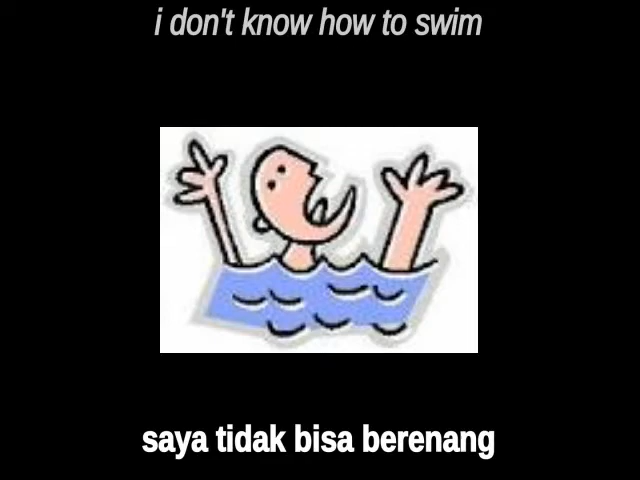 i don't know how to swim
saya tidak bisa berenang